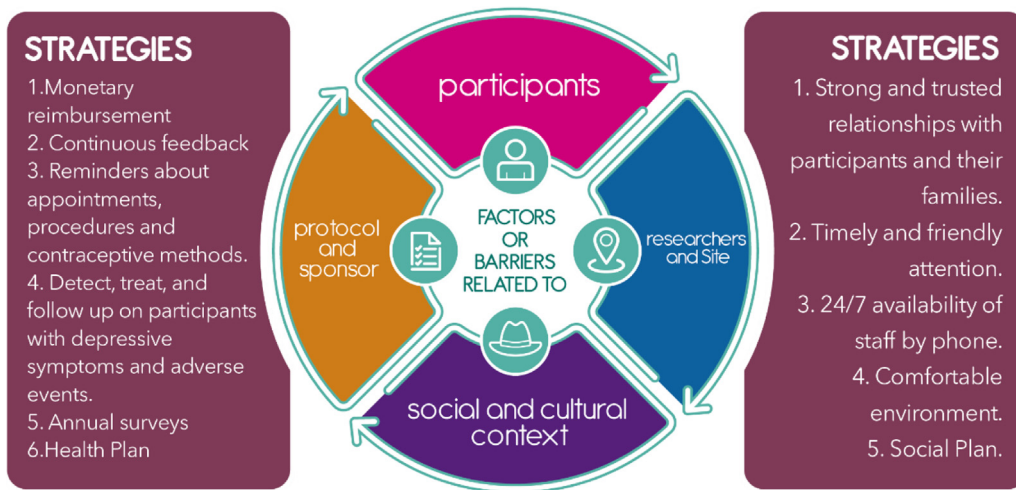 STRATEGIES
1.Monetary
reimbursement
2. Continuous feedback
3. Reminders about
appointments,
procedures and
contraceptive methods.
4. Detect, treat, and
follow up on participants
with depressive
symptoms and adverse
events.
5. Annual surveys
6.Health Plan
participants
protocol
and
sponsor
FACTORS
OR
BARRIERS
RELATED TO
researchers
and Site
social and cultural
context
STRATEGIES
1. Strong and trusted
relationships with
participants and their
families.
2. Timely and friendly
attention.
3. 24/7 availability of
staff by phone.
4. Comfortable
environment.
5. Social Plan.